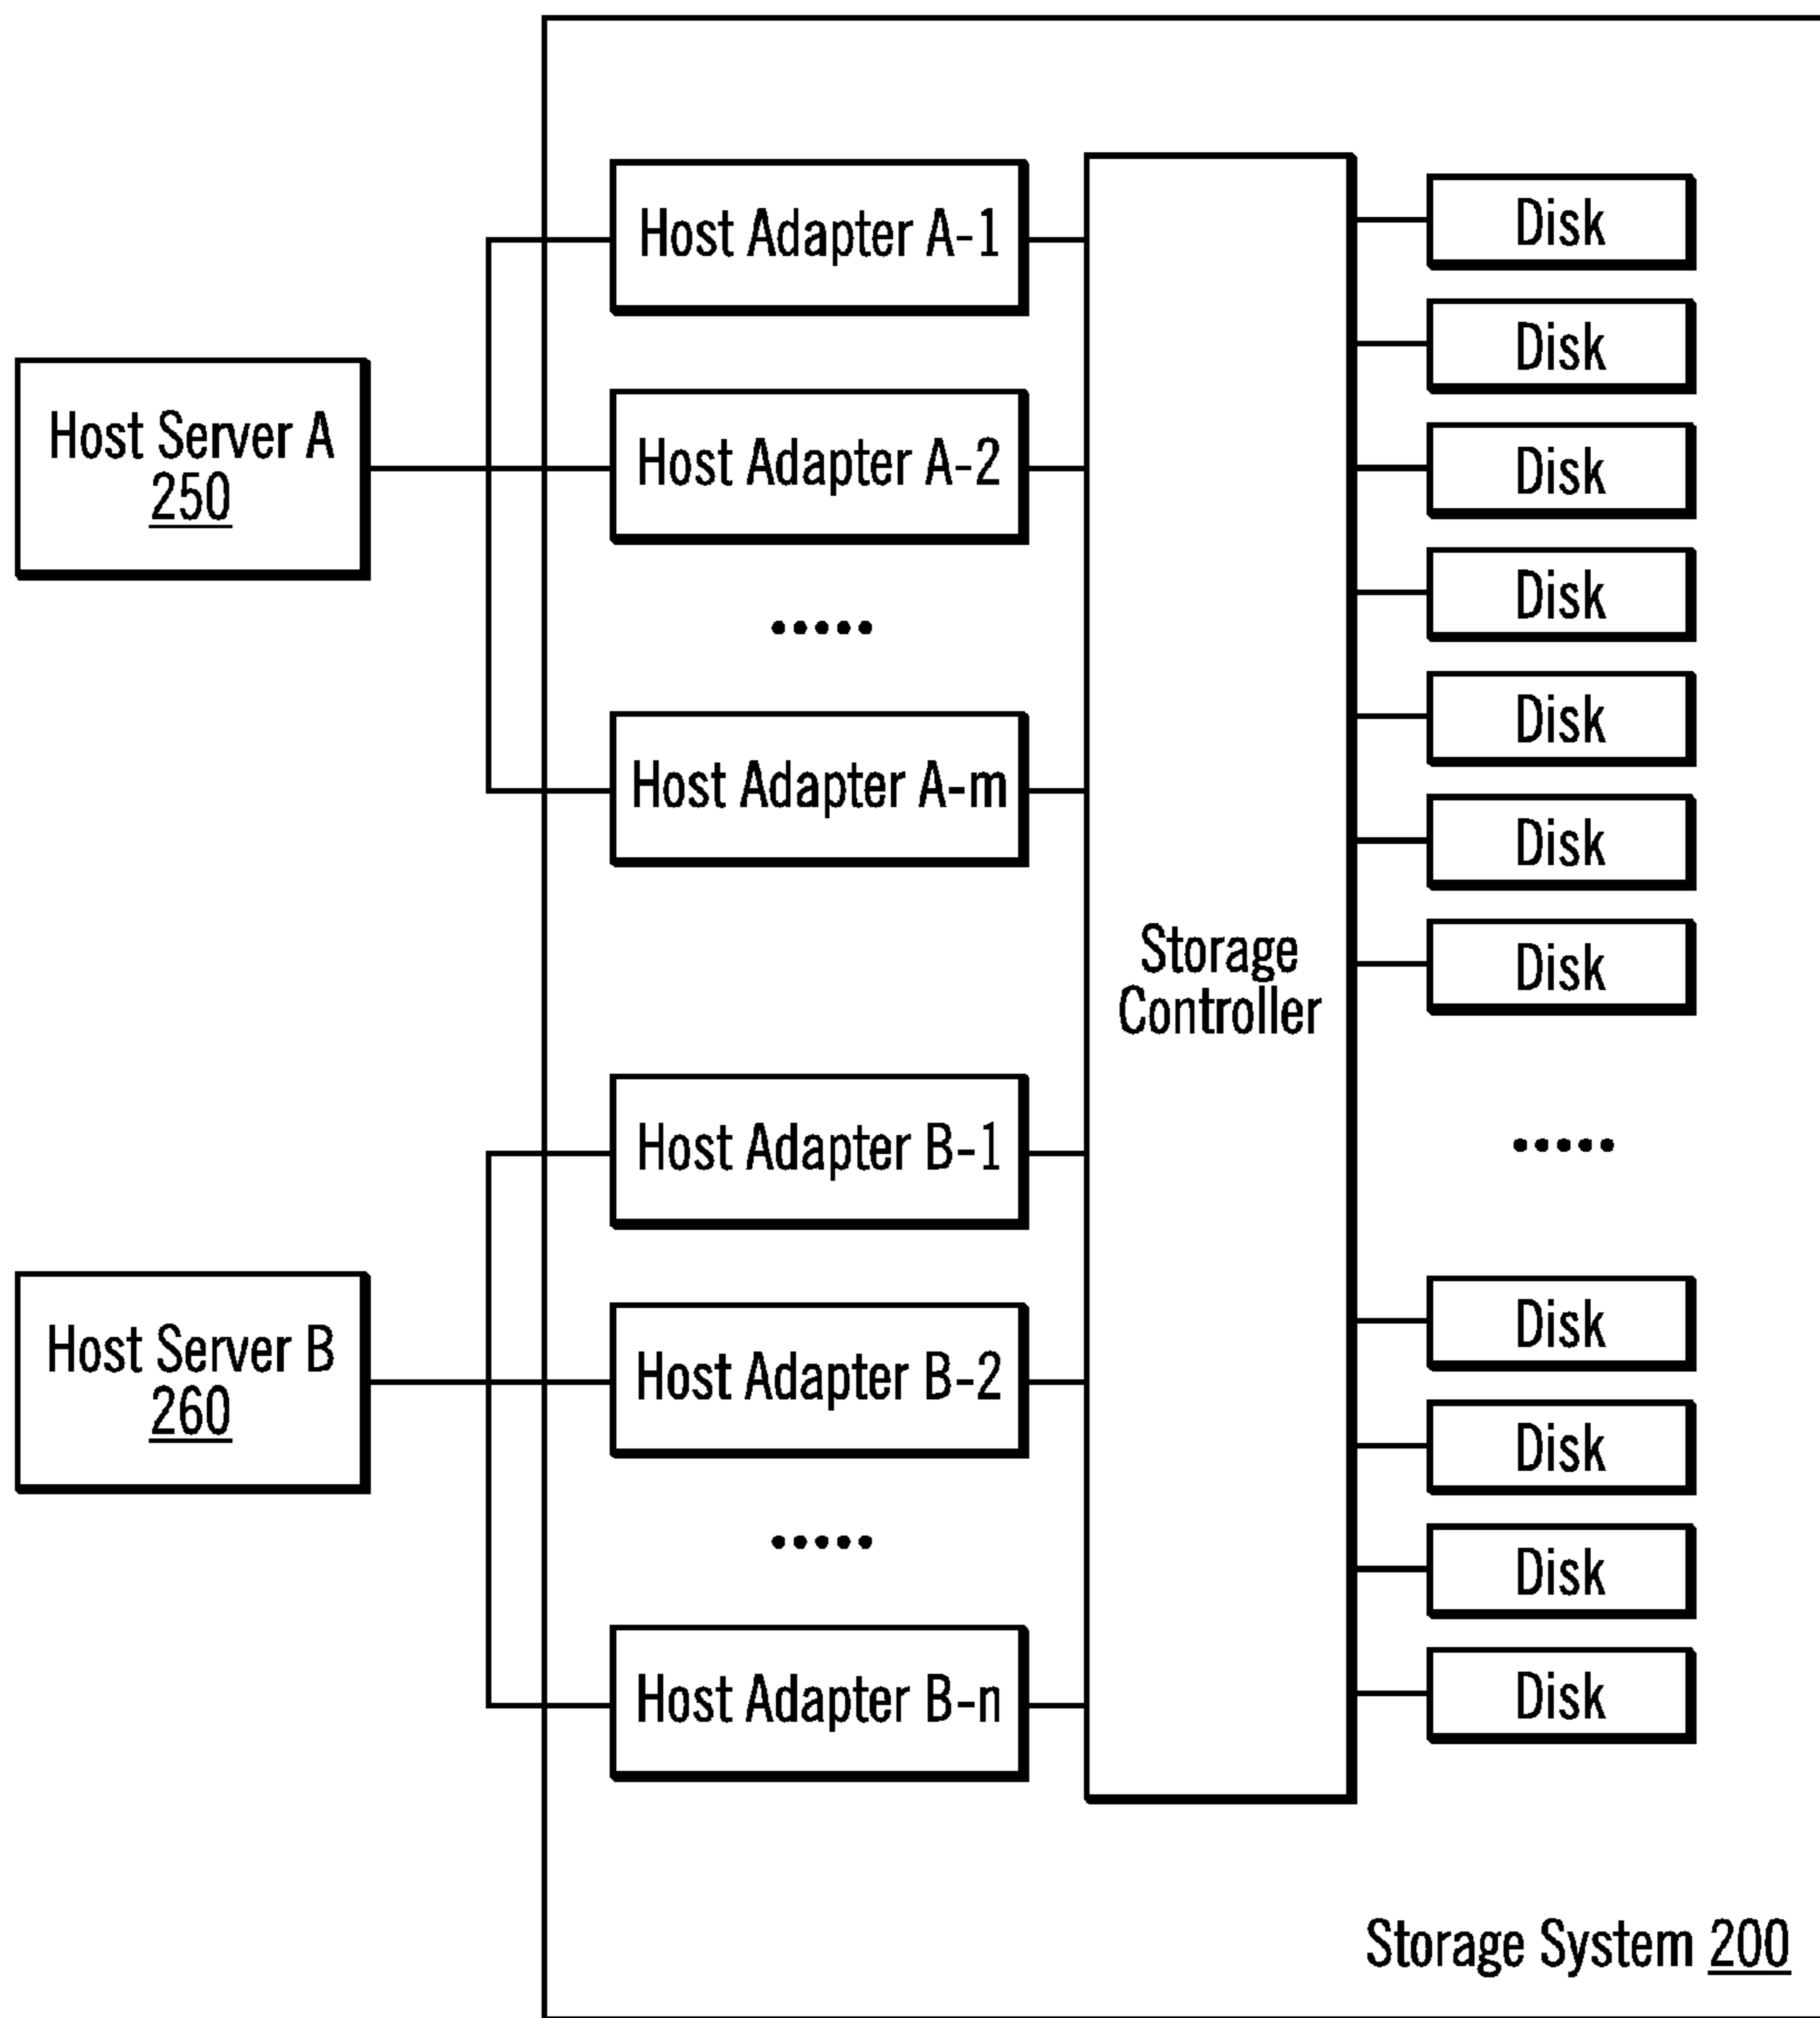 Host Server A
250
Host Adapter A-1
Host Adapter A-2
•••••
Host Adapter A-m
Host Server B
260
Host Adapter B-1
Host Adapter B-2
•••••
Host Adapter B-n
Storage
Controller
Disk
Disk
Disk
Disk
Disk
Disk
Disk
•••••
Disk
Disk
Disk
Disk
Storage System 200